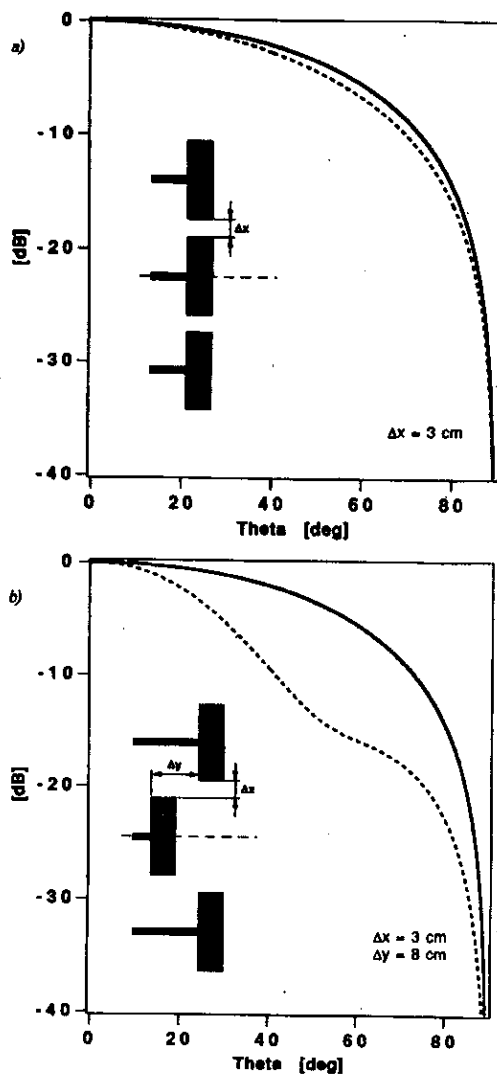 a)
0
-10
-20
-30
-40
[dB]
Δx
Δx = 3 cm
0 20 40 60 80
Theta [deg]
b)
0
-10
-20
-30
-40
[dB]
Δy
Δx
Δx = 3 cm
Δy = 8 cm
0 20 40 60 80
Theta [deg]